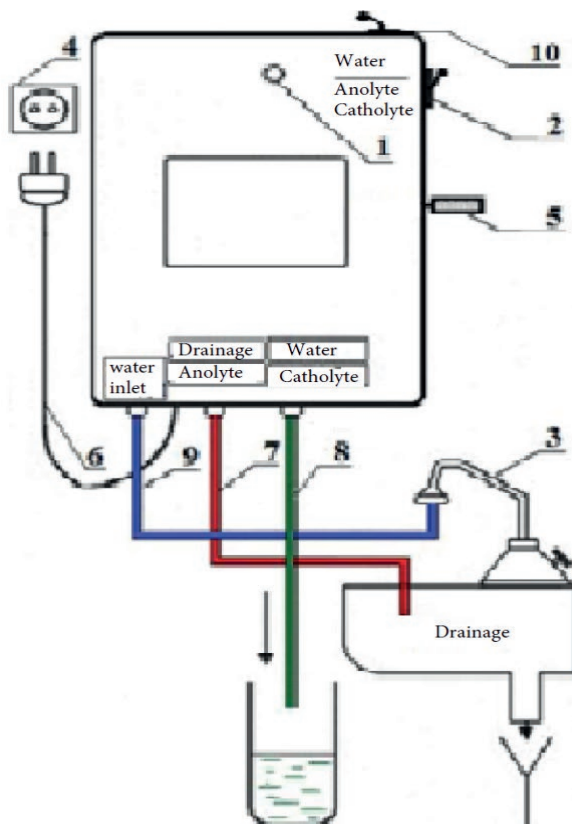 4
10
Water
Anolyte
Catholyte
2
1
5
Drainage
Water
water
inlet
Anolyte
Catholyte
6
9
7
8
3
Drainage